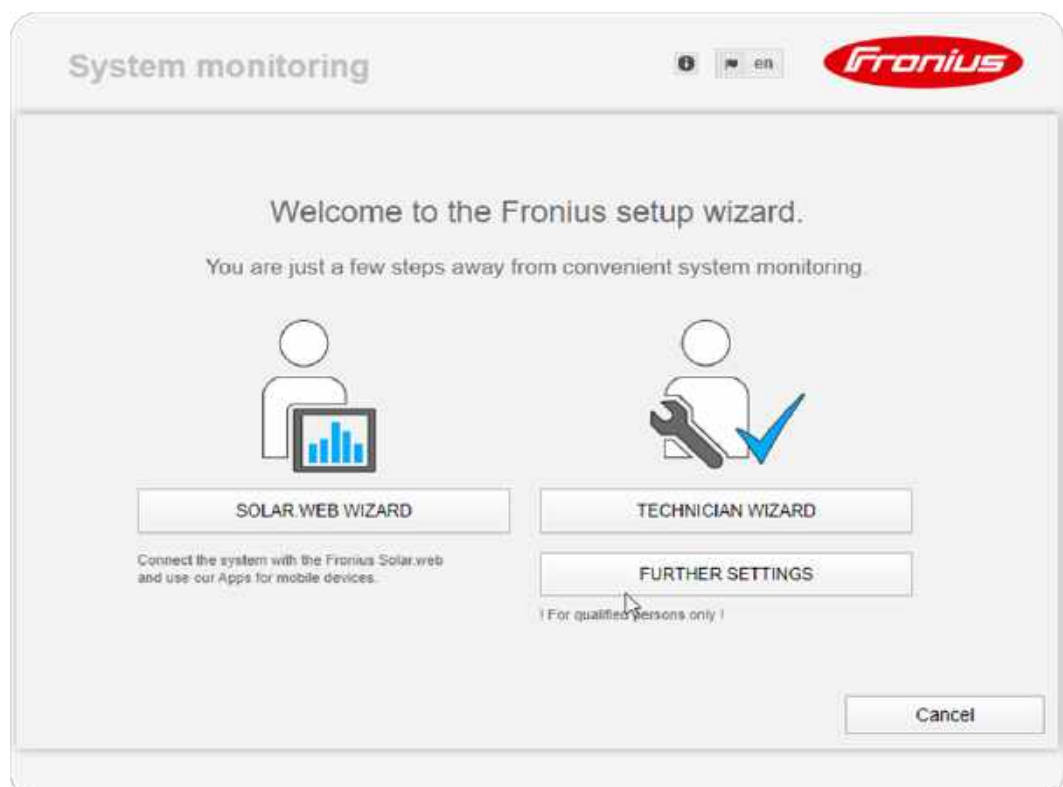 System monitoring
en
Fronius
Welcome to the Fronius setup wizard.
You are just a few steps away from convenient system monitoring.
SOLAR.WEB WIZARD
TECHNICIAN WIZARD
Connect the system with the Fronius Solar.web
and use our Apps for mobile devices.
FURTHER SETTINGS
! For qualified persons only !
Cancel